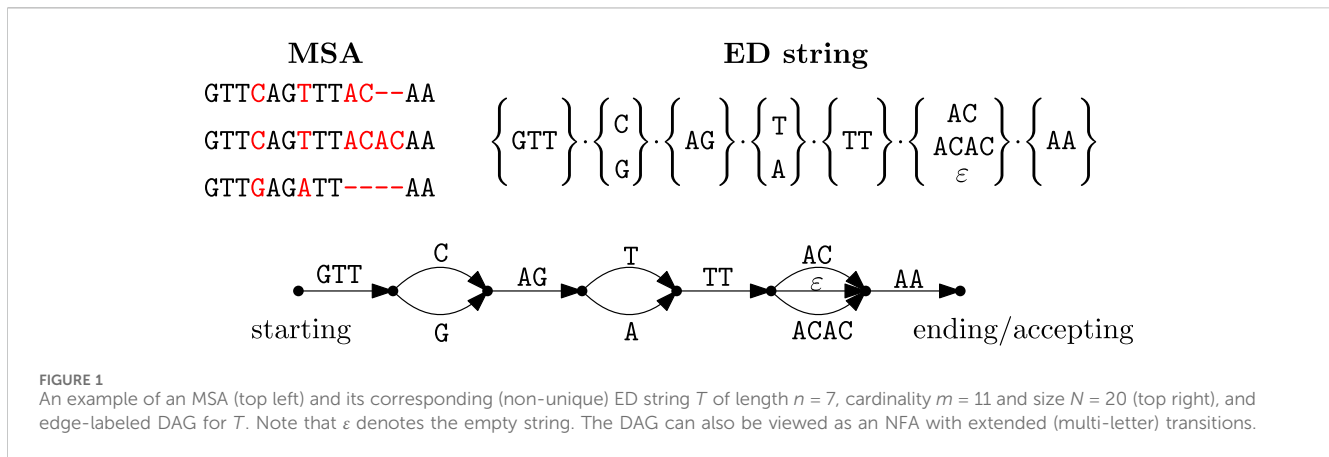 MSA
GTTCAGTTTAC--AA
GTTCAGTTTACACAA
GTTGAGATT----AA
ED string
{GTT}·{C G}·{AG}·{T A}·{TT}·{AC ACAC ε}·{AA}
GTT C G AG T A TT AC ε ACAC AA
starting
ending/accepting
FIGURE 1
An example of an MSA (top left) and its corresponding (non-unique) ED string T of length n = 7, cardinality m = 11 and size N = 20 (top right), and
edge-labeled DAG for T. Note that ε denotes the empty string. The DAG can also be viewed as an NFA with extended (multi-letter) transitions.